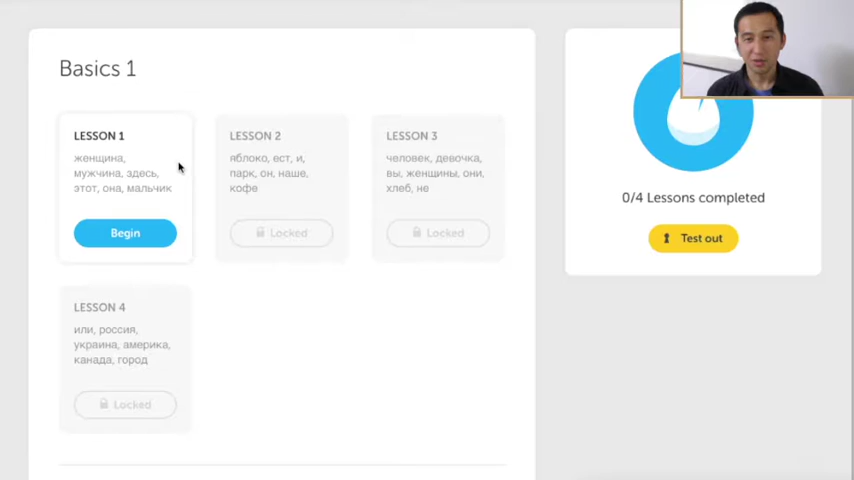 Basics 1
LESSON 1
женщина,
мужчина, здесь,
этот, она, мальчик
Begin
LESSON 2
яблоко, ест, и,
парк, он, наше,
кофе
Locked
LESSON 3
человек, девочка,
вы, женщины, они,
хлеб, не
Locked
LESSON 4
или, россия,
украина, америка,
канада, город
Locked
0/4 Lessons completed
Test out